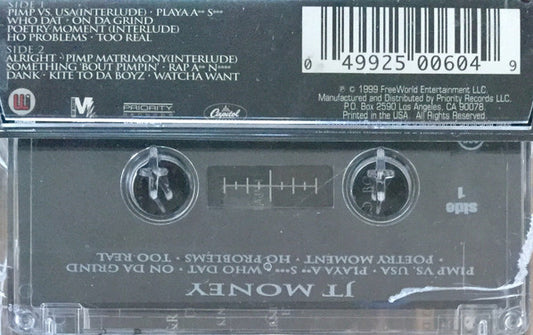 SIDE 1
PIMP VS. USA(INTERLUDE) · PLAYA A** S***
WHO DAT · ON DA GRIND
POETRY MOMENT (INTERLUDE)
HO PROBLEMS · TOO REAL
SIDE 2
ALRIGHT · PIMP MATRIMONY(INTERLUDE)
SOMETHING 'BOUT PIMPIN' · RAP A** N****
DANK · KITE TO DA BOYZ · WATCHA WANT
PRIORITY
RECORDS
Capitol
0 49925 00604 9
℗ © 1999 FreeWorld Entertainment LLC.
Manufactured and Distributed by Priority Records LLC.
P.O. Box 2590 Los Angeles, CA 90078.
Printed in the USA All Rights Reserved.
side
1
JT MONEY
PIMP VS. USA · PLAYA A** S*** · WHO DAT · ON DA GRIND
· POETRY MOMENT · HO PROBLEMS · TOO REAL